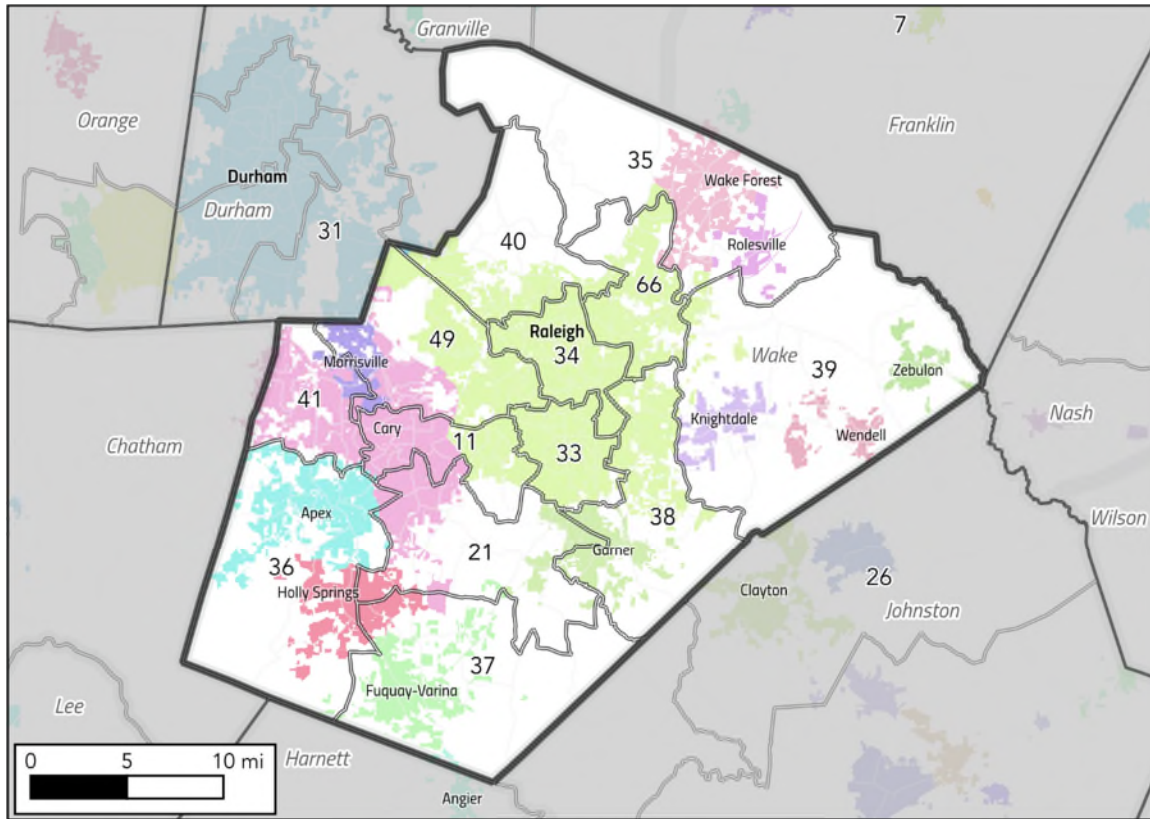 Granville
7
Orange
Franklin
35
Wake Forest
Durham
Durham
31
40
Rolesville
66
Raleigh
49
34
Wake
39
Zebulon
Morrisville
41
Chatham
Cary
11
33
Knightdale
Wendell
Nash
Apex
38
Wilson
21
Garner
36
26
Holly Springs
Clayton
Johnston
37
Fuquay-Varina
Lee
0 5 10 mi
Harnett
Angier